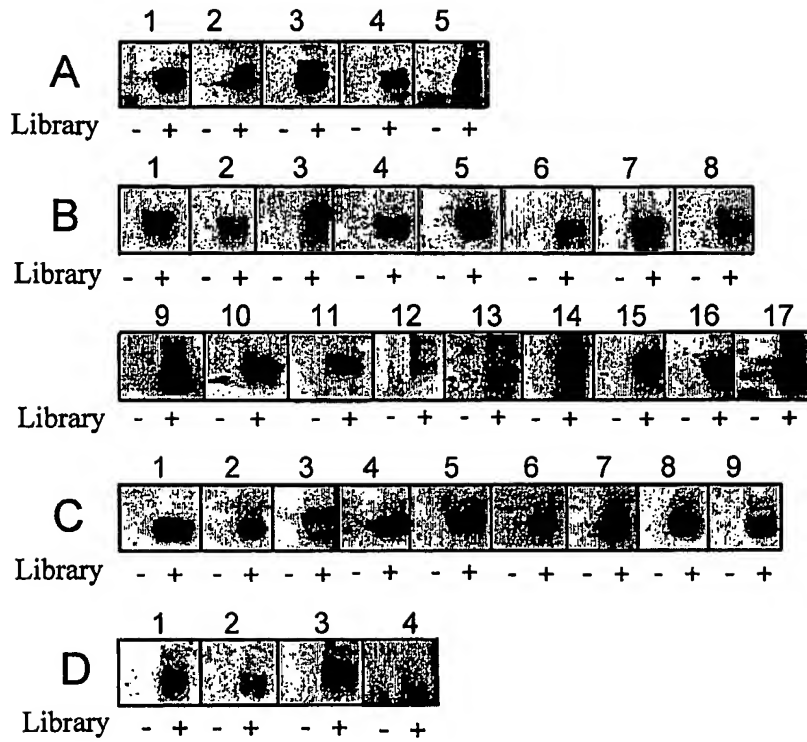 1 2 3 4 5
A
Library - + - + - + - + - +
1 2 3 4 5 6 7 8
B
- + - + - + - + - + - + - + - +
9 10 11 12 13 14 15 16 17
Library - + - + - + - + - + - + - + - + - +
1 2 3 4 5 6 7 8 9
C
Library - + - + - + - + - + - + - + - + - +
1 2 3 4
D
Library - + - + - + - +